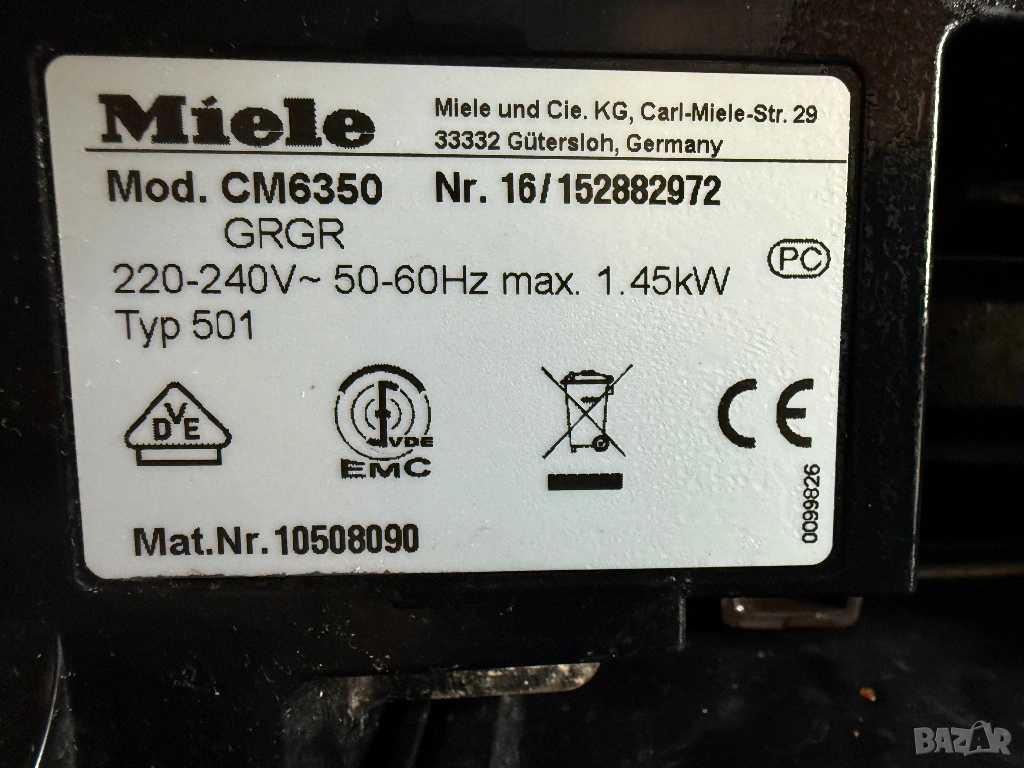 Miele
Miele und Cie. KG, Carl-Miele-Str. 29
33332 Gütersloh, Germany
Mod. CM6350 Nr. 16/152882972
GRGR
PC
220-240V~ 50-60Hz max. 1.45kW
Typ 501
DVE
VDE
EMC
CE
0099826
Mat.Nr.10508090
BAZAR